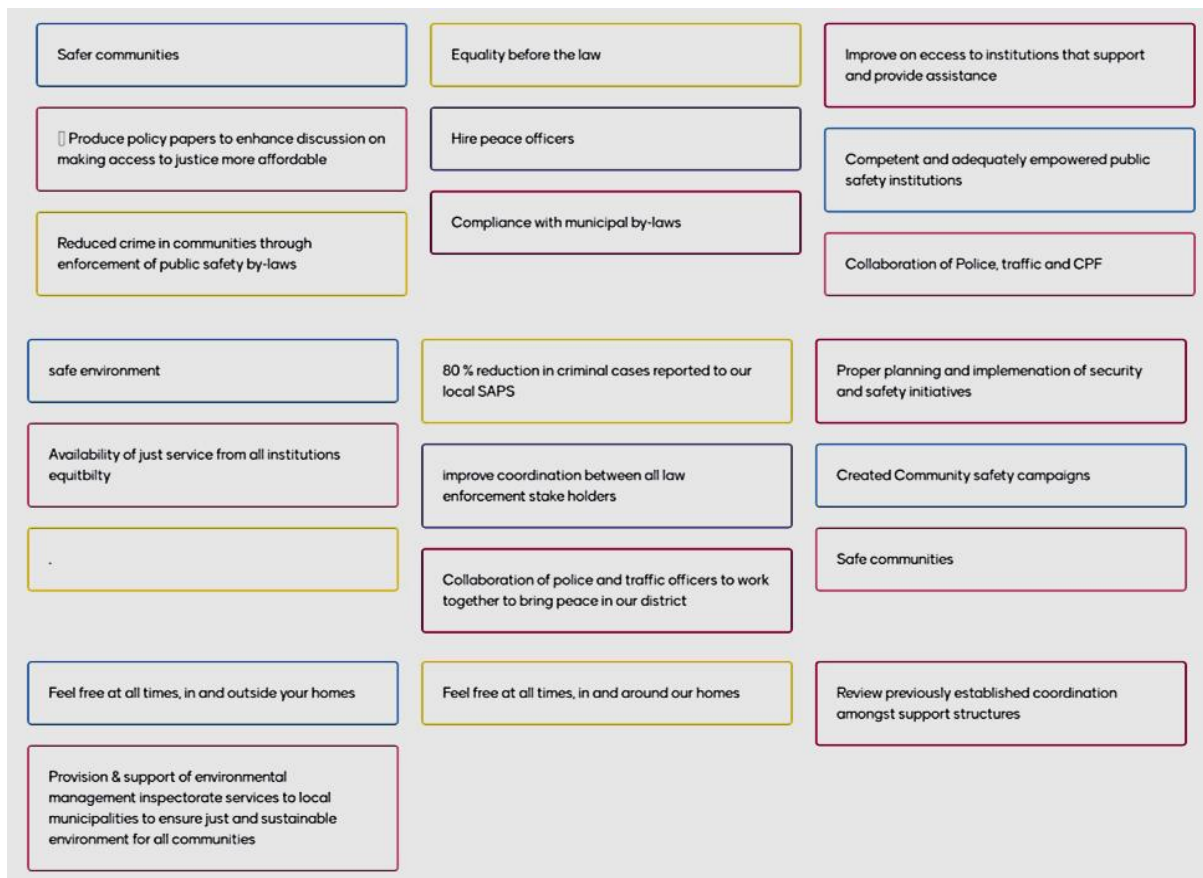 Safer communities
Equality before the law
Improve on eccess to institutions that support
and provide assistance
▯ Produce policy papers to enhance discussion on
making access to justice more affordable
Hire peace officers
Competent and adequately empowered public
safety institutions
Compliance with municipal by-laws
Reduced crime in communities through
enforcement of public safety by-laws
Collaboration of Police, traffic and CPF
safe environment
80 % reduction in criminal cases reported to our
local SAPS
Proper planning and implemenation of security
and safety initiatives
Availability of just service from all institutions
equitbilty
improve coordination between all law
enforcement stake holders
Created Community safety campaigns
.
Safe communities
Collaboration of police and traffic officers to work
together to bring peace in our district
Feel free at all times, in and outside your homes
Feel free at all times, in and around our homes
Review previously established coordination
amongst support structures
Provision & support of environmental
management inspectorate services to local
municipalities to ensure just and sustainable
environment for all communities